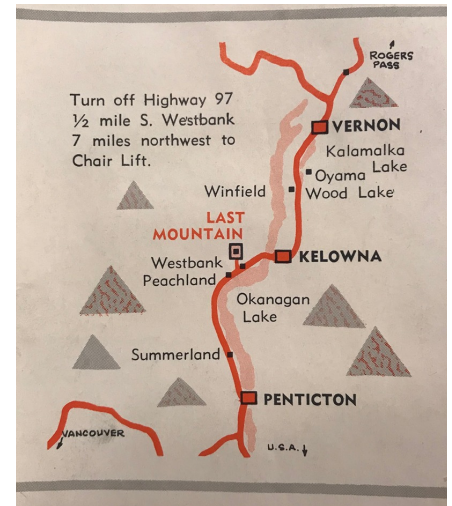 ROGERS
PASS
Turn off Highway 97
½ mile S. Westbank
7 miles northwest to
Chair Lift.
VERNON
Kalamalka
Lake
Oyama
Wood Lake
Winfield
LAST
MOUNTAIN
KELOWNA
Westbank
Peachland
Okanagan
Lake
Summerland
PENTICTON
VANCOUVER
U.S.A.